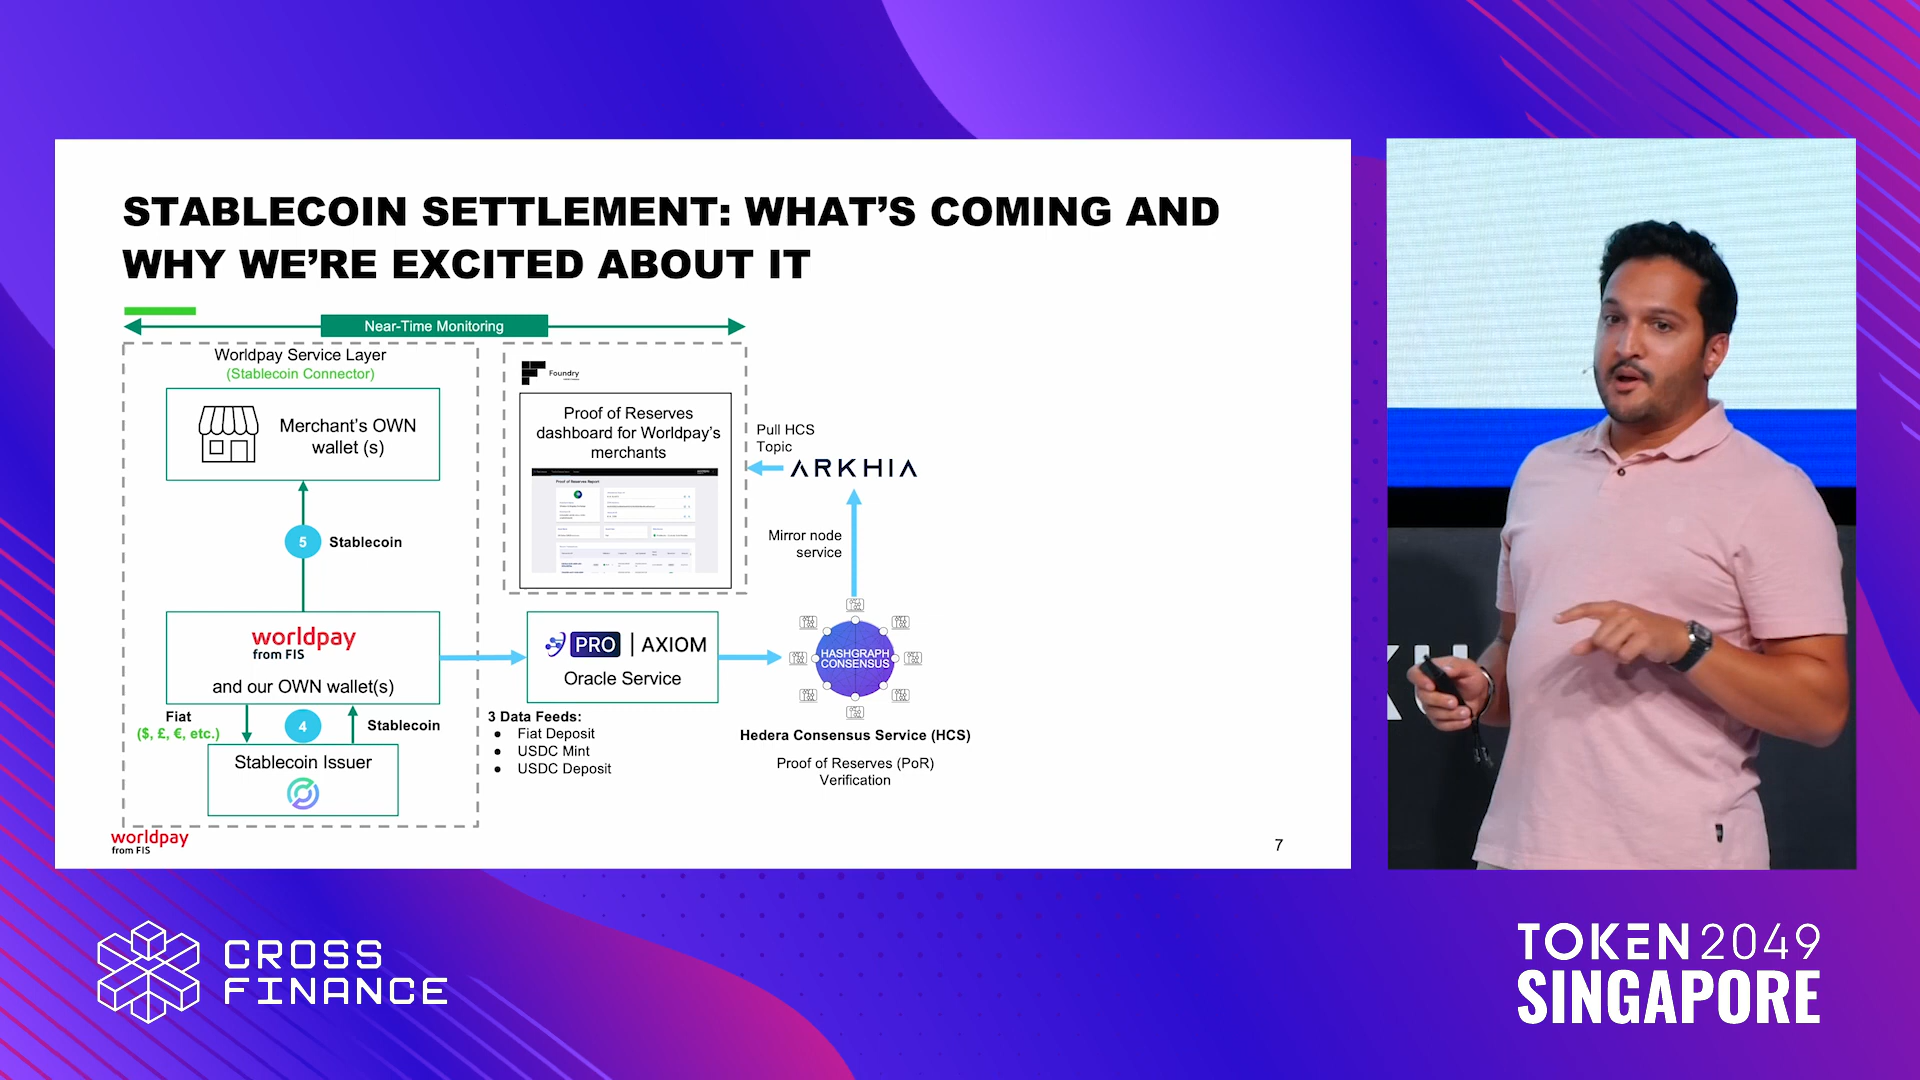 STABLECOIN SETTLEMENT: WHAT'S COMING AND
WHY WE'RE EXCITED ABOUT IT
Near-Time Monitoring
Worldpay Service Layer
(Stablecoin Connector)
Merchant's OWN
wallet (s)
5
Stablecoin
worldpay
from FIS
and our OWN wallet(s)
Fiat
($, £, €, etc.)
4
Stablecoin
Stablecoin Issuer
Foundry
Proof of Reserves
dashboard for Worldpay's
merchants
Proof of Reserves Report
Pull HCS
Topic
ARKHIA
Mirror node
service
PRO | AXIOM
Oracle Service
3 Data Feeds:
● Fiat Deposit
● USDC Mint
● USDC Deposit
HASHGRAPH
CONSENSUS
Hedera Consensus Service (HCS)
Proof of Reserves (PoR)
Verification
worldpay
from FIS
7
CROSS
FINANCE
TOKEN2049
SINGAPORE